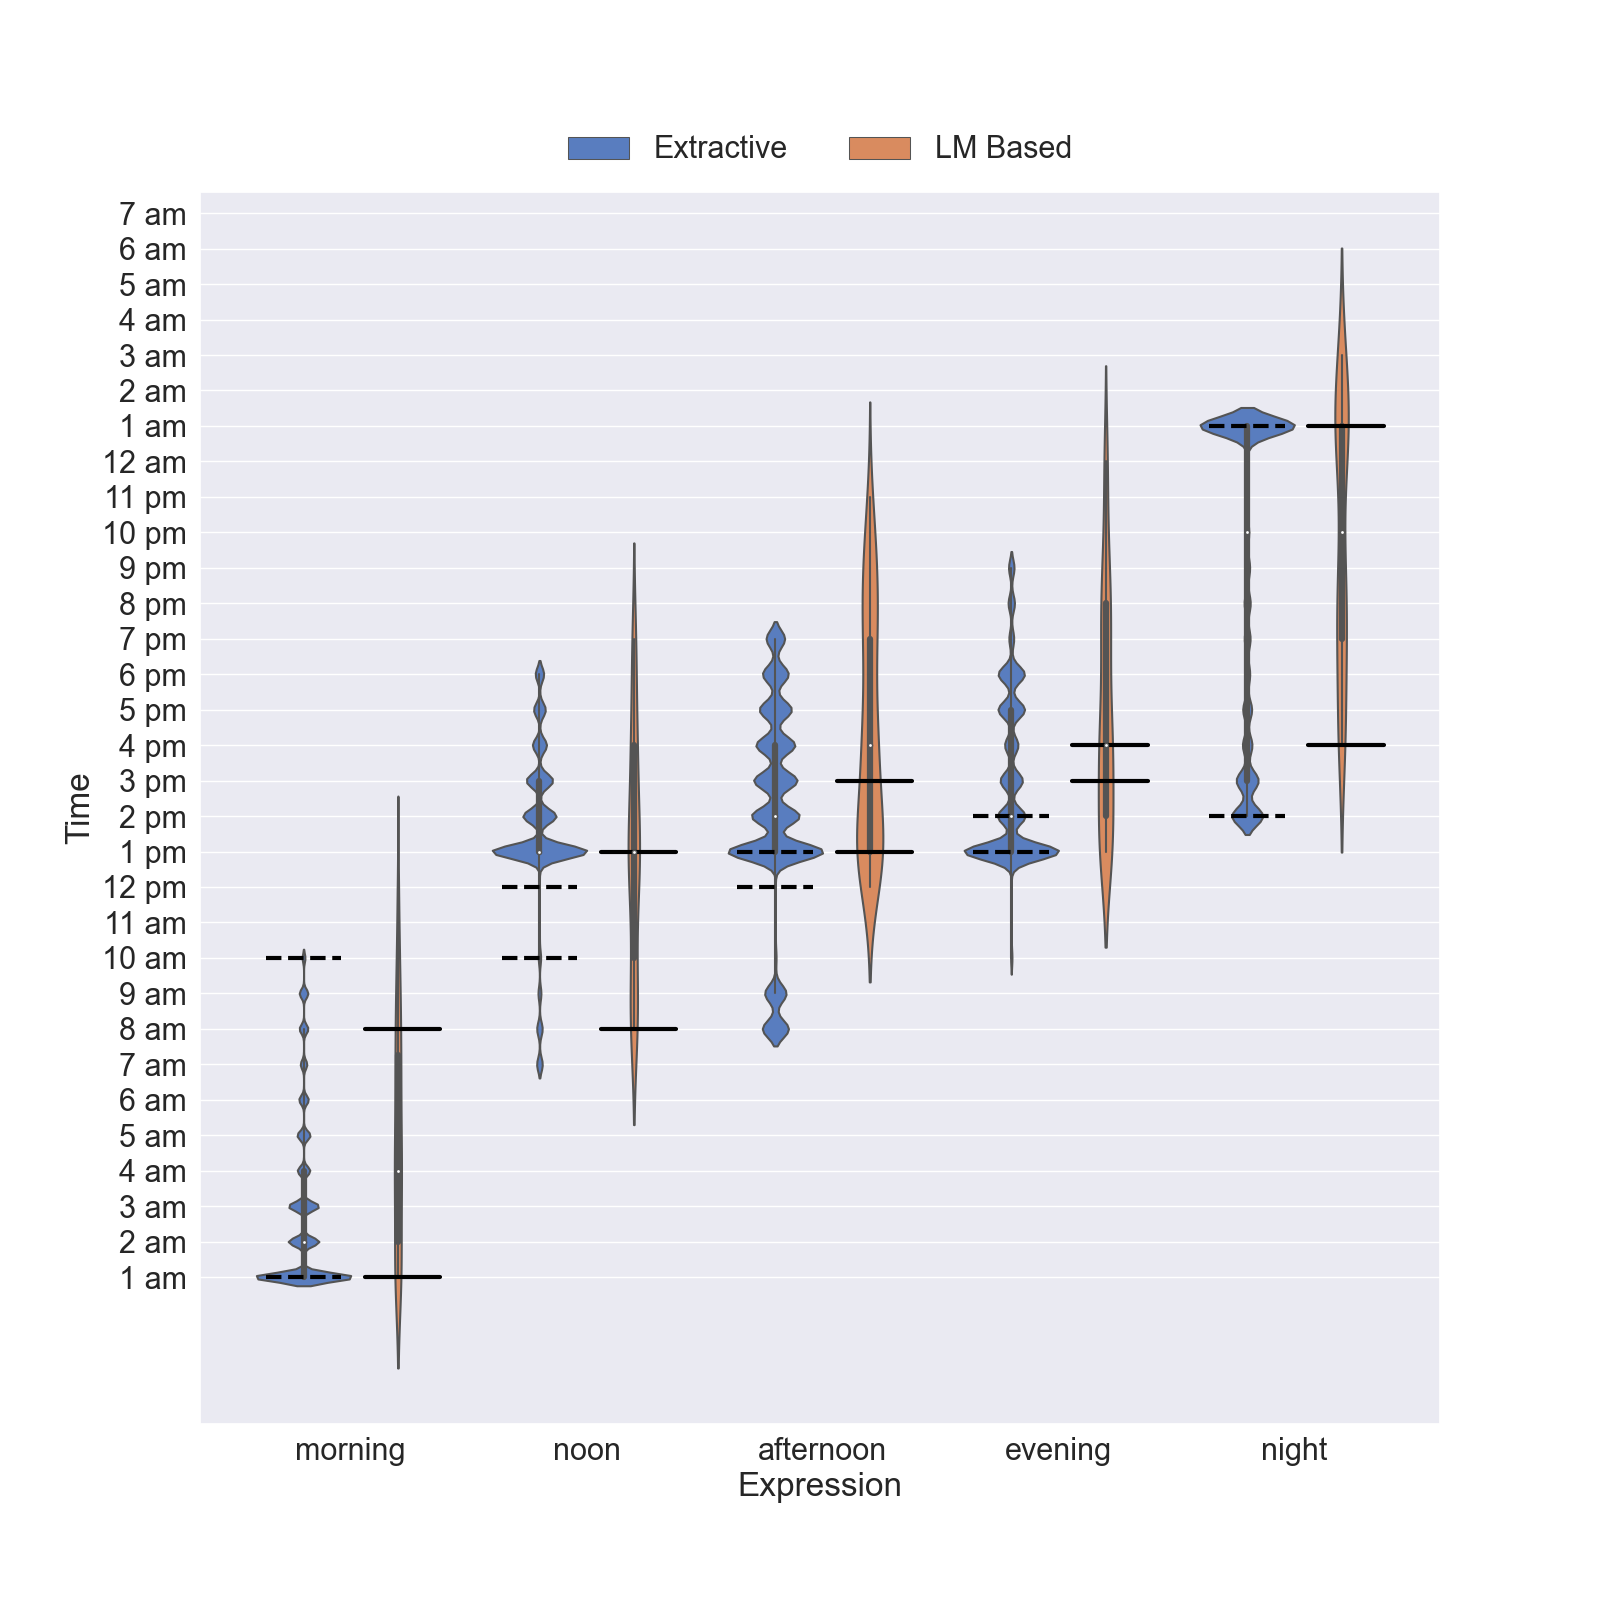 Extractive LM Based
7 am
6 am
5 am
4 am
3 am
2 am
1 am
12 am
11 pm
10 pm
9 pm
8 pm
7 pm
6 pm
5 pm
4 pm
3 pm
2 pm
1 pm
12 pm
11 am
10 am
9 am
8 am
7 am
6 am
5 am
4 am
3 am
2 am
1 am
Time
morning noon afternoon evening night
Expression